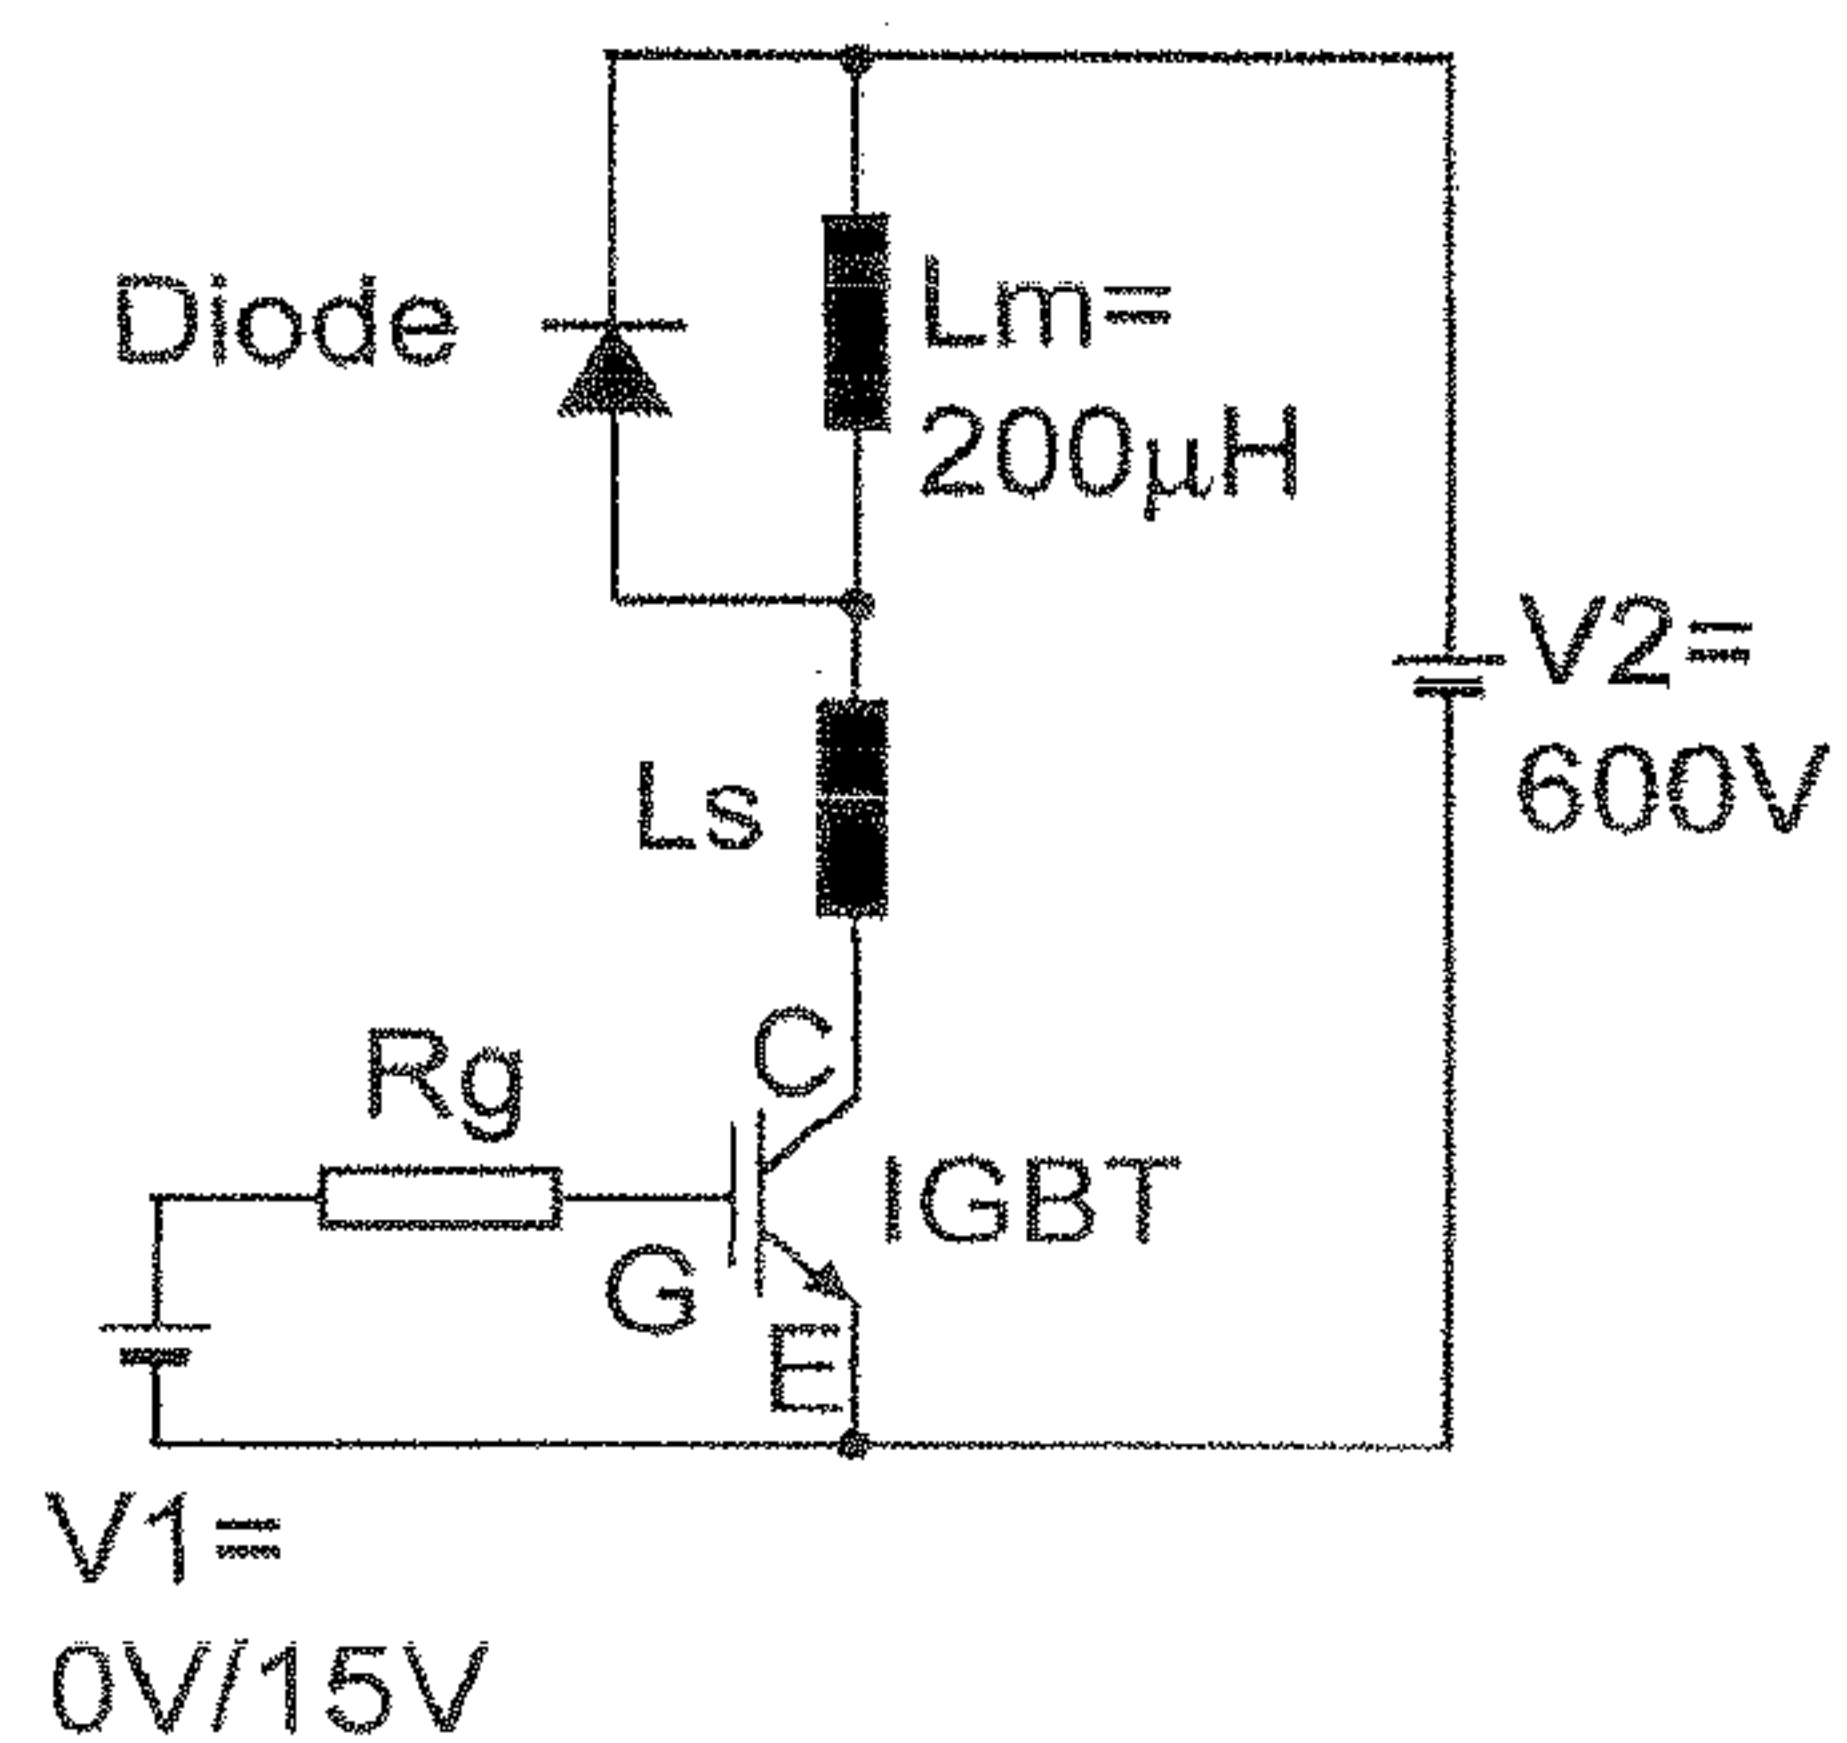 Diode
Lm=
200μH
V2=
600V
Ls
Rg
C
IGBT
G
E
V1=
0V/15V